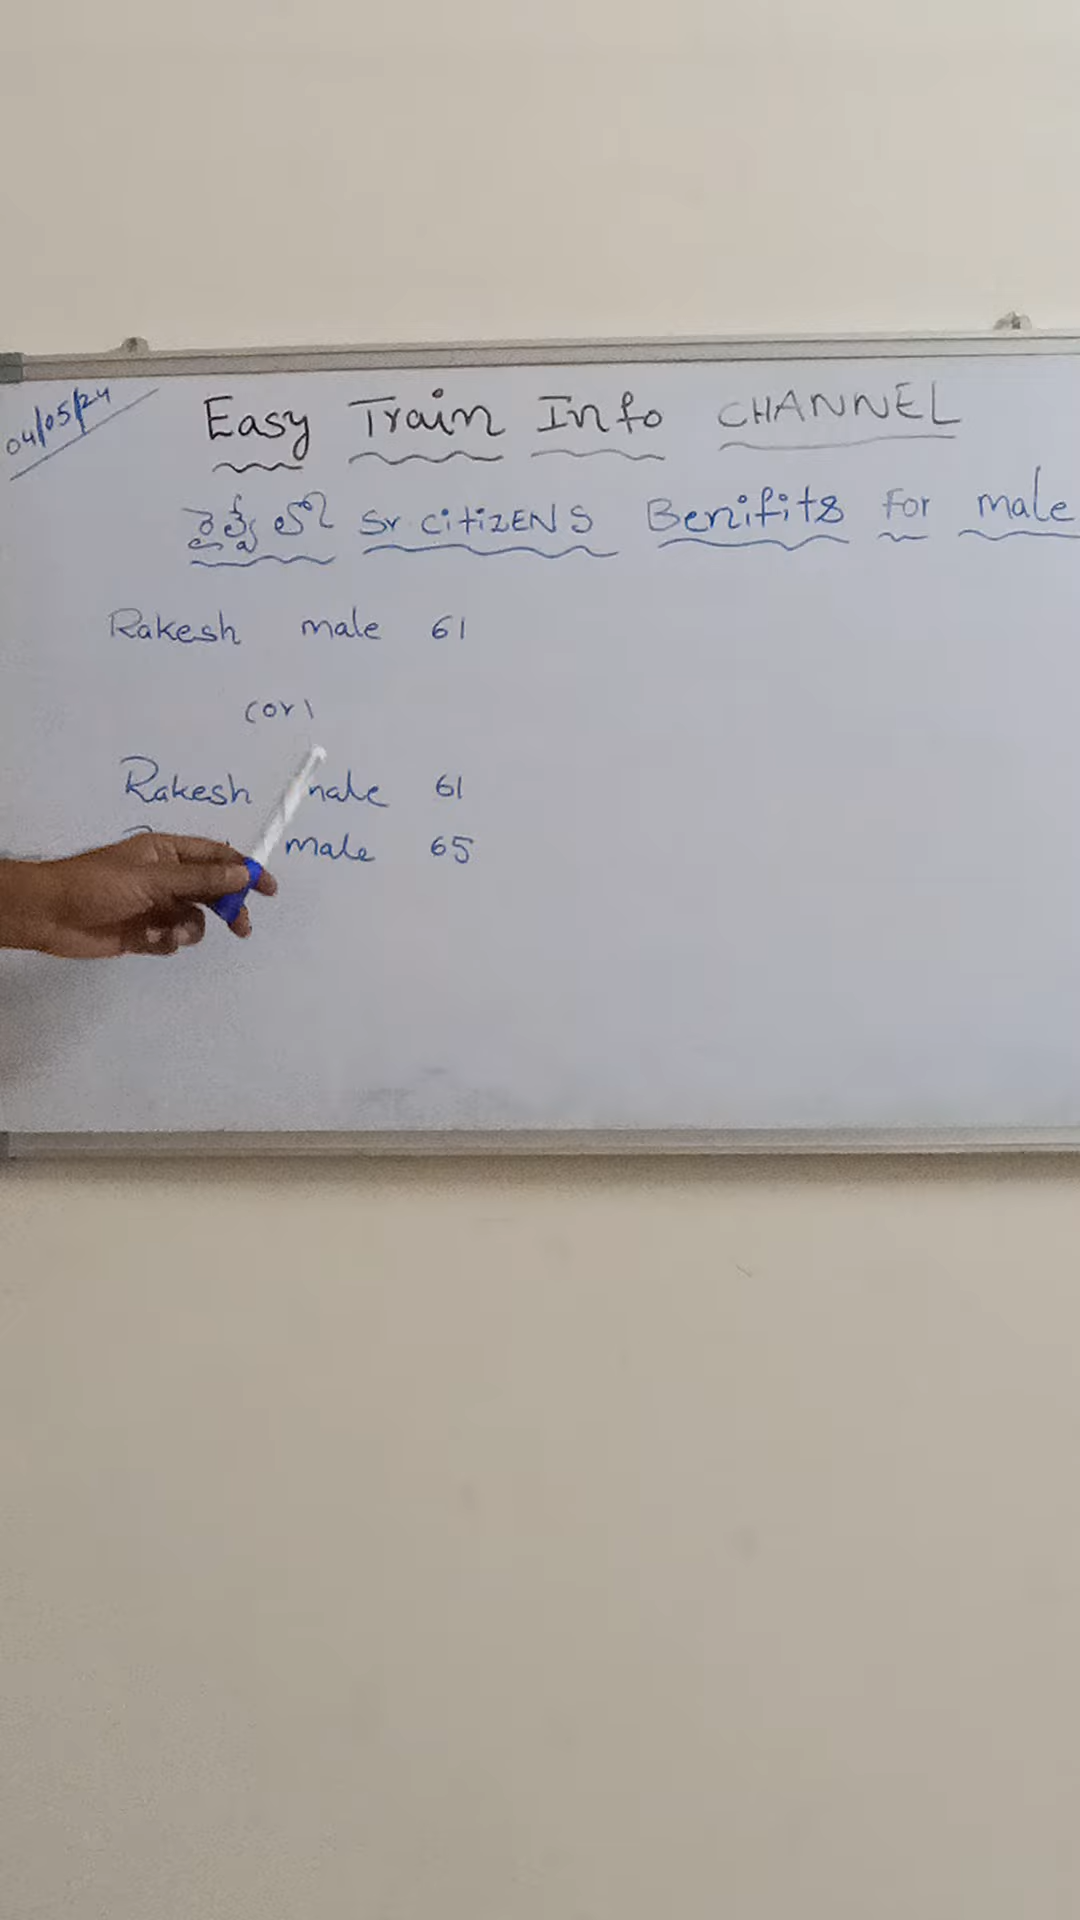 04/05/24
Easy Train Info CHANNEL
రైల్వే లో Sr citizENS Benifits For male
Rakesh male 61
(or)
Rakesh male 61
male 65